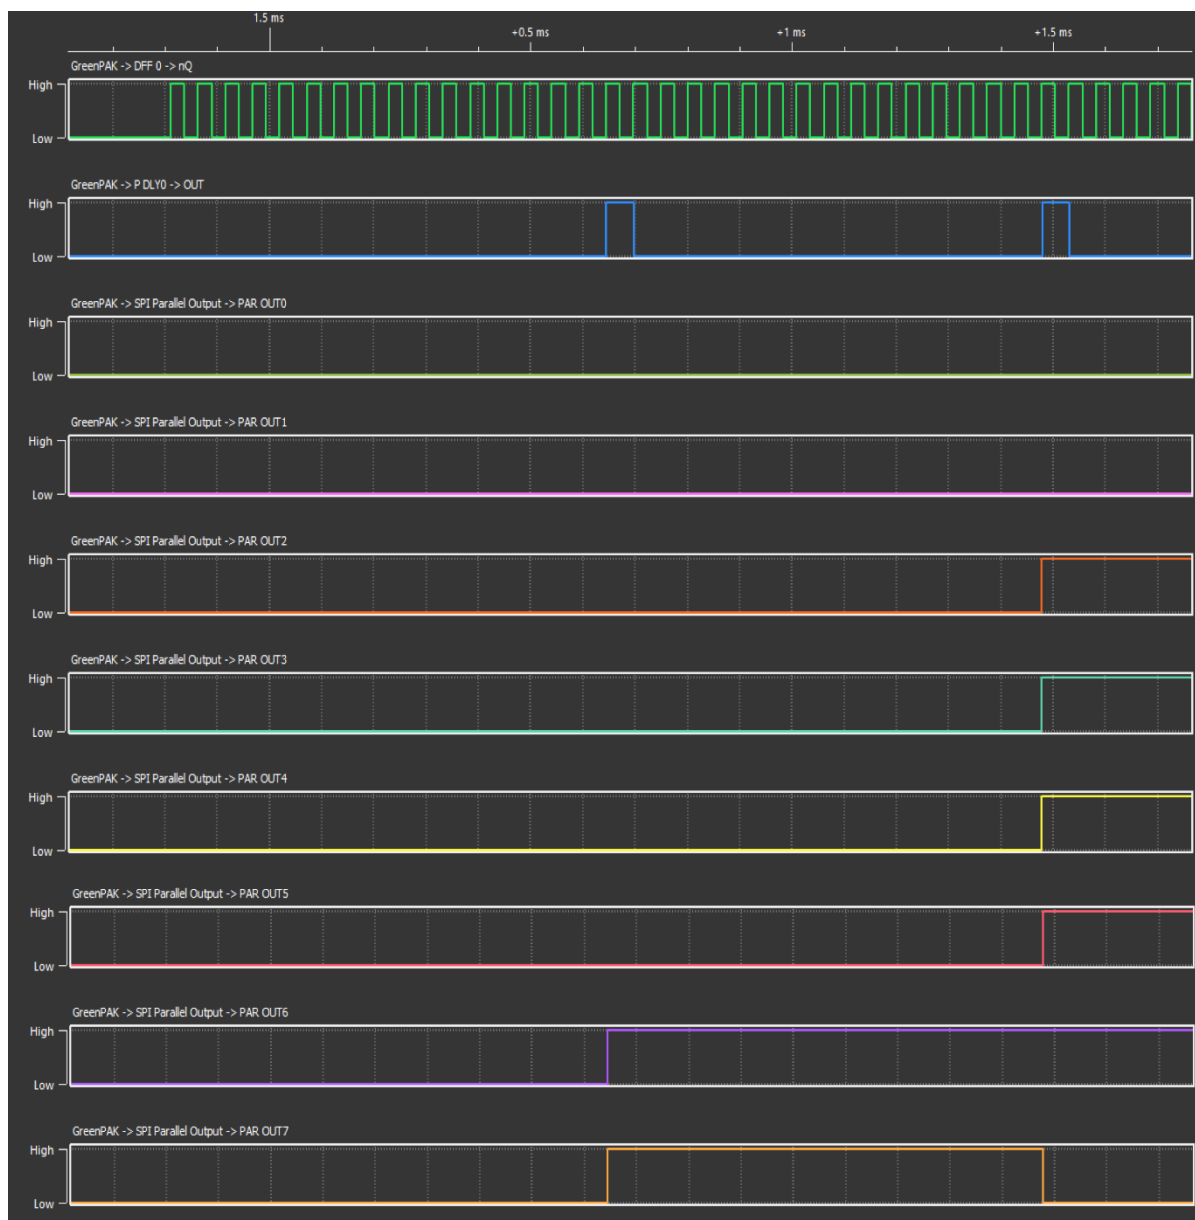 1.5 ms
+0.5 ms +1 ms +1.5 ms
GreenPAK -> DFF 0 -> nQ
High
Low
GreenPAK -> P DLY0 -> OUT
High
Low
GreenPAK -> SPI Parallel Output -> PAR OUT0
High
Low
GreenPAK -> SPI Parallel Output -> PAR OUT1
High
Low
GreenPAK -> SPI Parallel Output -> PAR OUT2
High
Low
GreenPAK -> SPI Parallel Output -> PAR OUT3
High
Low
GreenPAK -> SPI Parallel Output -> PAR OUT4
High
Low
GreenPAK -> SPI Parallel Output -> PAR OUT5
High
Low
GreenPAK -> SPI Parallel Output -> PAR OUT6
High
Low
GreenPAK -> SPI Parallel Output -> PAR OUT7
High
Low